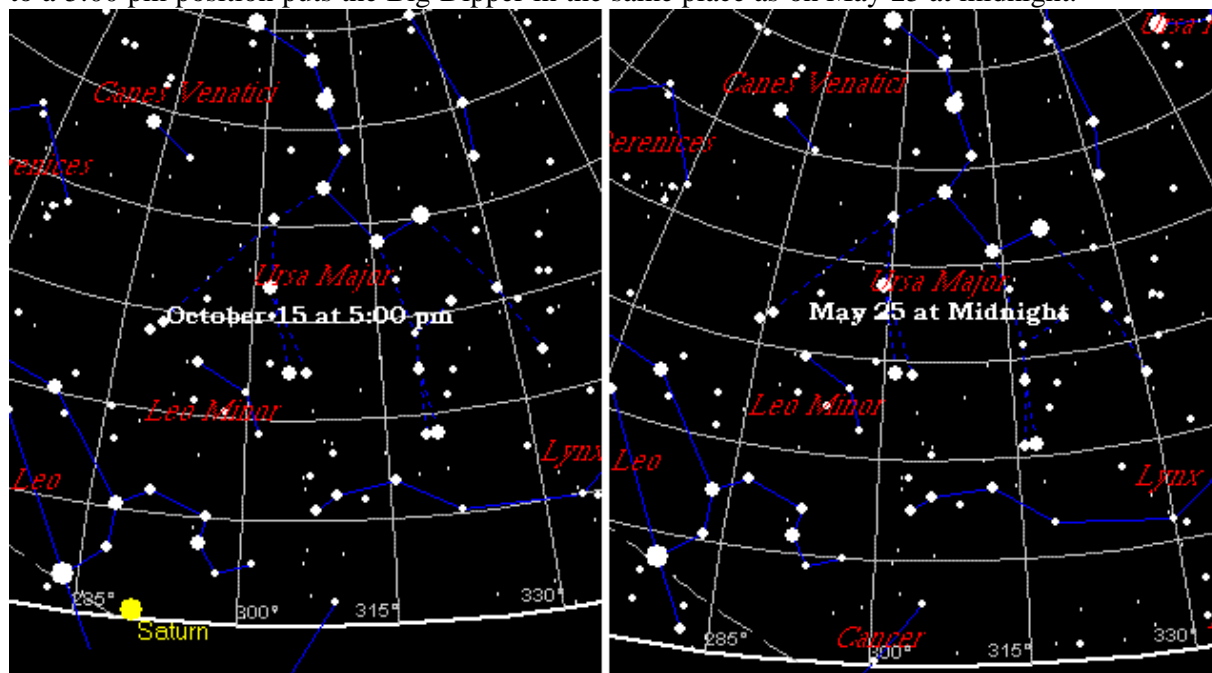 to a 5:00 pm position puts the Big Dipper in the same place as on May 25 at midnight.
Canes Venatici
erenices
Ursa Major
October 15 at 5:00 pm
Leo Minor
Leo
Lynx
285°
300°
315°
330°
Saturn
Ursa
Canes Venatici
Berenices
Ursa Major
May 25 at Midnight
Leo Minor
Leo
Lynx
285°
Cancer
300°
315°
330°